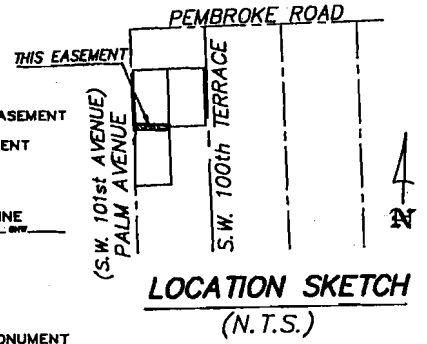 PEMBROKE ROAD
THIS EASEMENT
ASEMENT
ENT
(S.W. 101st AVENUE)
PALM AVENUE
S.W. 100th TERRACE
INE
N
LOCATION SKETCH
(N.T.S.)
ONUMENT